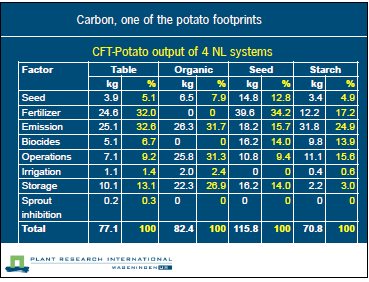 Carbon, one of the potato footprints
CFT-Potato output of 4 NL systems
Factor Table Organic Seed Starch
kg % kg % kg % kg %
Seed 3.9 5.1 6.5 7.9 14.8 12.8 3.4 4.9
Fertilizer 24.6 32.0 0 0 39.6 34.2 12.2 17.2
Emission 25.1 32.6 26.3 31.7 18.2 15.7 31.8 24.9
Biocides 5.1 6.7 0 0 16.2 14.0 9.8 13.9
Operations 7.1 9.2 25.8 31.3 10.8 9.4 11.1 15.6
Irrigation 1.1 1.4 2.0 2.4 0 0 0.4 0.6
Storage 10.1 13.1 22.3 26.9 16.2 14.0 2.2 3.0
Sprout 0.2 0.3 0 0 0 0 0 0
inhibition
Total 77.1 100 82.4 100 115.8 100 70.8 100
PLANT RESEARCH INTERNATIONAL
WAGENINGEN UR